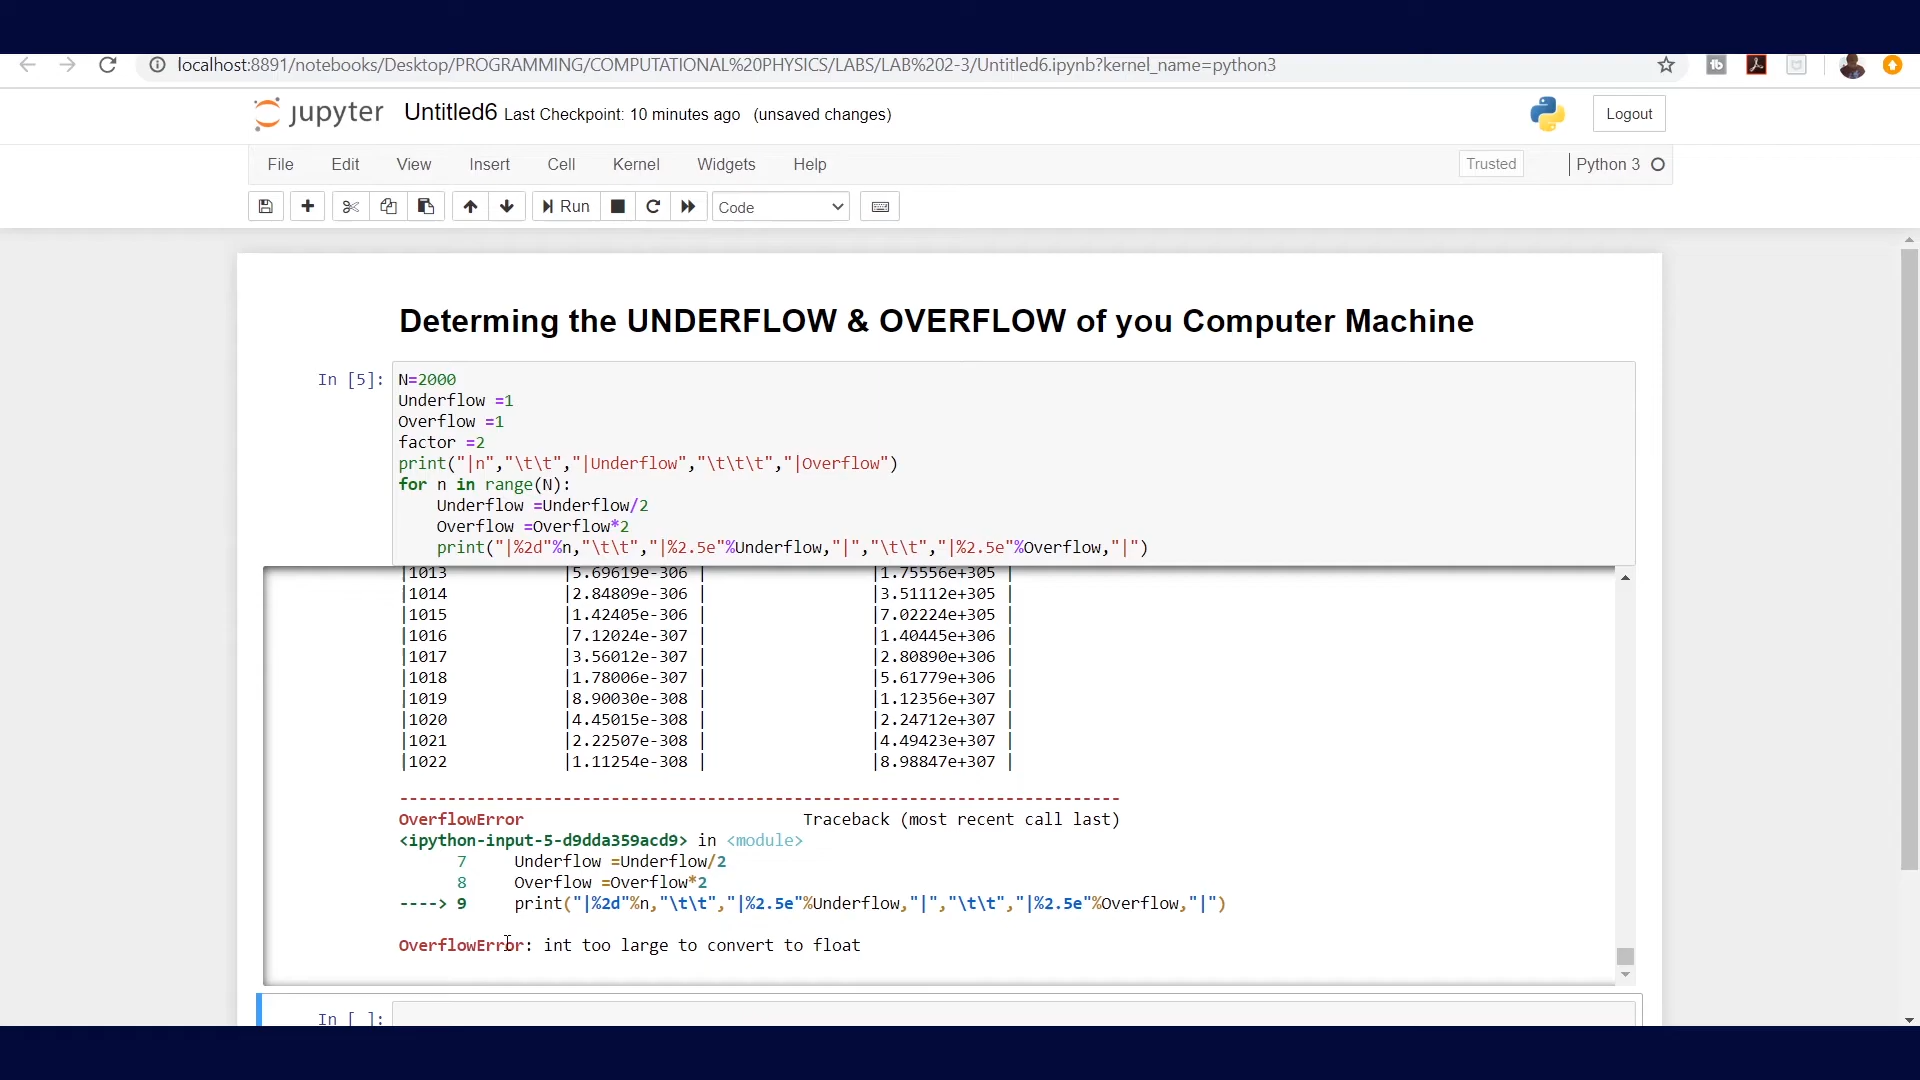 localhost:8891/notebooks/Desktop/PROGRAMMING/COMPUTATIONAL%20PHYSICS/LABS/LAB%202-3/Untitled6.ipynb?kernel_name=python3
jupyter Untitled6 Last Checkpoint: 10 minutes ago (unsaved changes)
Logout
File Edit View Insert Cell Kernel Widgets Help
Trusted
Python 3
Run
Code
Determing the UNDERFLOW & OVERFLOW of you Computer Machine
In [5]: N=2000
Underflow =1
Overflow =1
factor =2
print("|n","\t\t","|Underflow","\t\t\t","|Overflow")
for n in range(N):
    Underflow =Underflow/2
    Overflow =Overflow*2
    print("|%2d"%n,"\t\t","|%2.5e"%Underflow,"|","\t\t","|%2.5e"%Overflow,"|")
|1013 |5.69619e-306 | |1.75556e+305 |
|1014 |2.84809e-306 | |3.51112e+305 |
|1015 |1.42405e-306 | |7.02224e+305 |
|1016 |7.12024e-307 | |1.40445e+306 |
|1017 |3.56012e-307 | |2.80890e+306 |
|1018 |1.78006e-307 | |5.61779e+306 |
|1019 |8.90030e-308 | |1.12356e+307 |
|1020 |4.45015e-308 | |2.24712e+307 |
|1021 |2.22507e-308 | |4.49423e+307 |
|1022 |1.11254e-308 | |8.98847e+307 |
---------------------------------------------------------------------------
OverflowError Traceback (most recent call last)
<ipython-input-5-d9dda359acd9> in <module>
7     Underflow =Underflow/2
8     Overflow =Overflow*2
----> 9     print("|%2d"%n,"\t\t","|%2.5e"%Underflow,"|","\t\t","|%2.5e"%Overflow,"|")
OverflowError: int too large to convert to float
In [ ]: